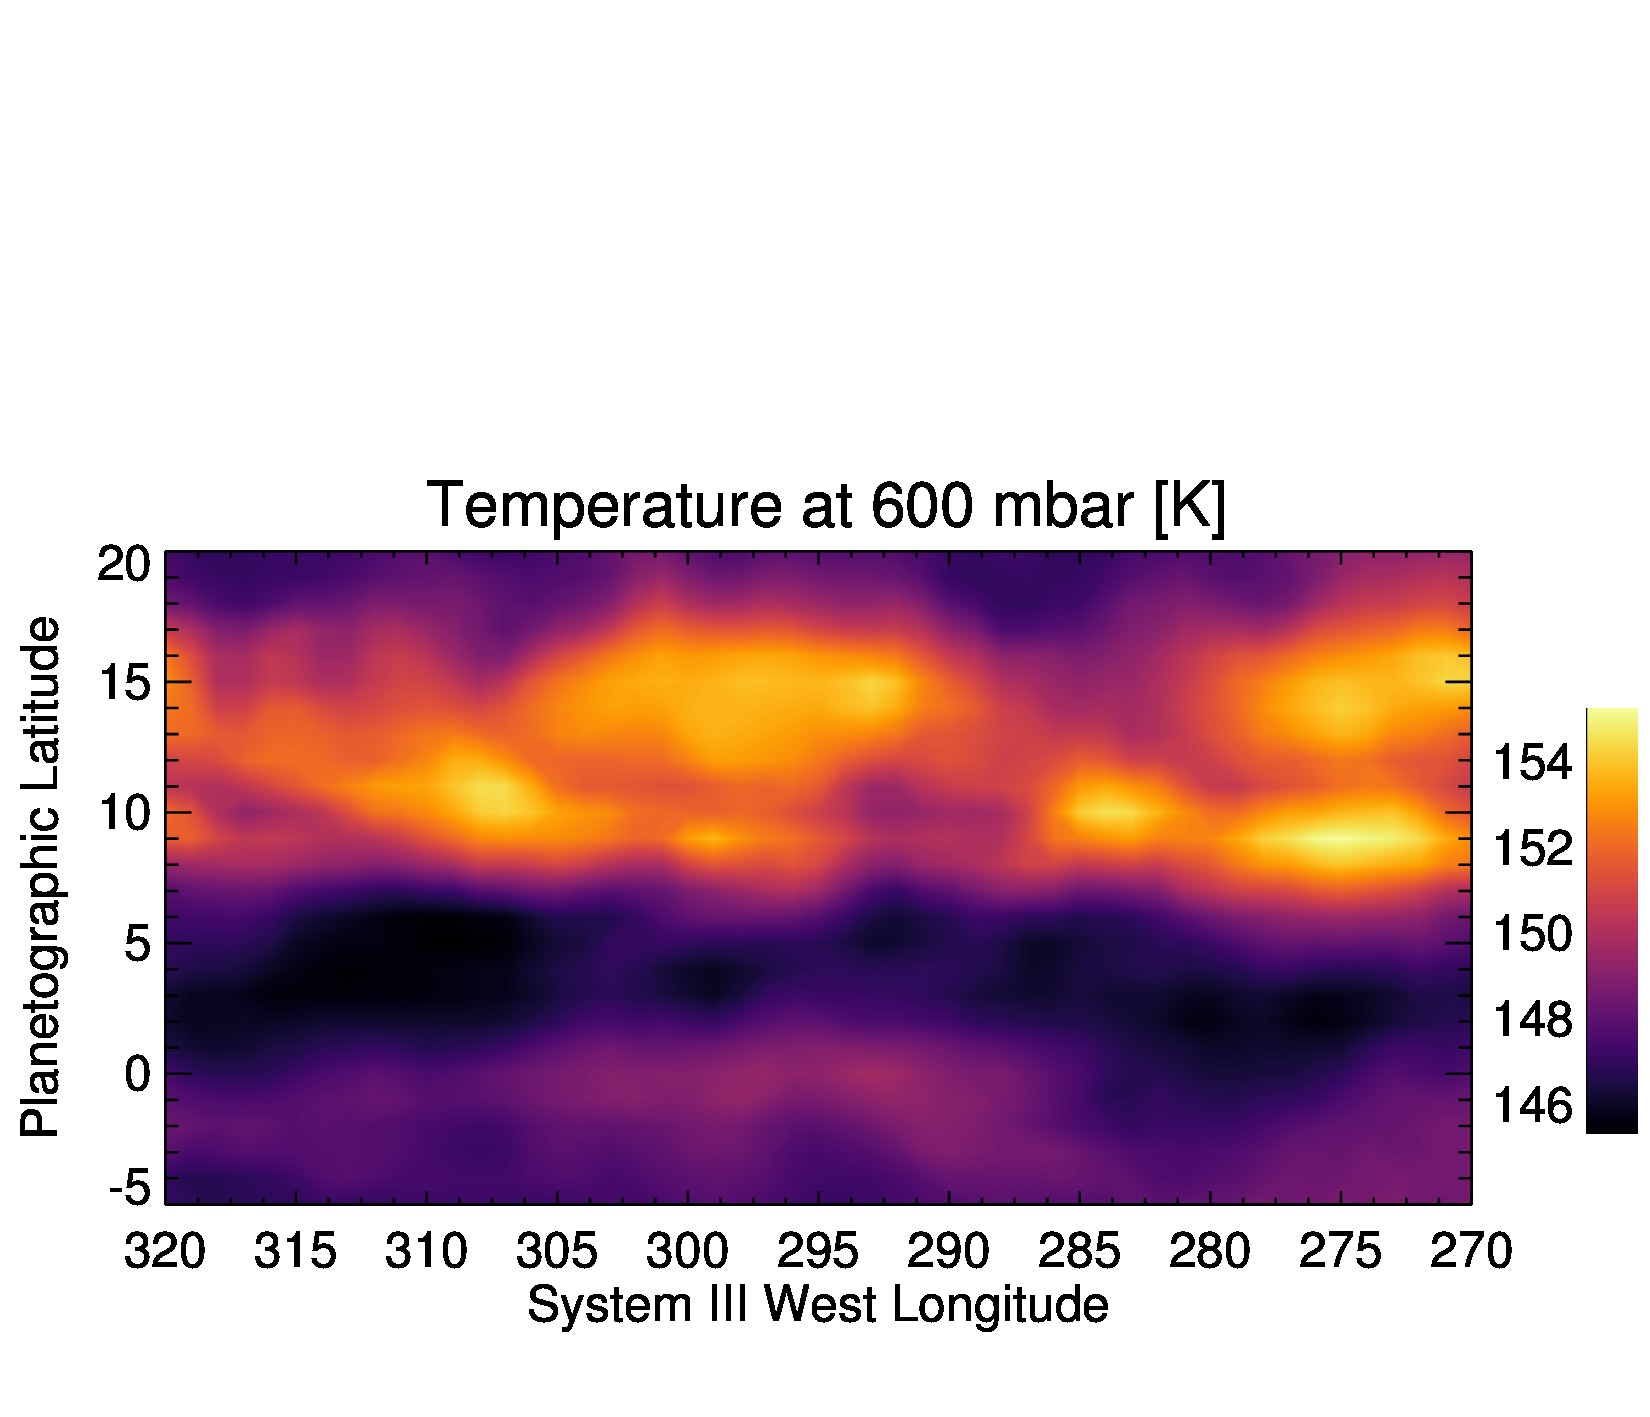 Temperature at 600 mbar [K]
20
15
10
5
0
-5
Planetographic Latitude
320 315 310 305 300 295 290 285 280 275 270
System III West Longitude
154
152
150
148
146